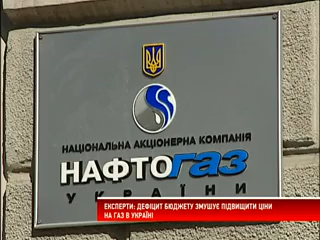 НАЦІОНАЛЬНА АКЦІОНЕРНА КОМПАНІЯ
НАФТОГАЗ
УКРАЇНИ
ЕКСПЕРТИ: ДЕФІЦИТ БЮДЖЕТУ ЗМУШУЄ ПІДВИЩИТИ ЦІНИ
НА ГАЗ В УКРАЇНІ